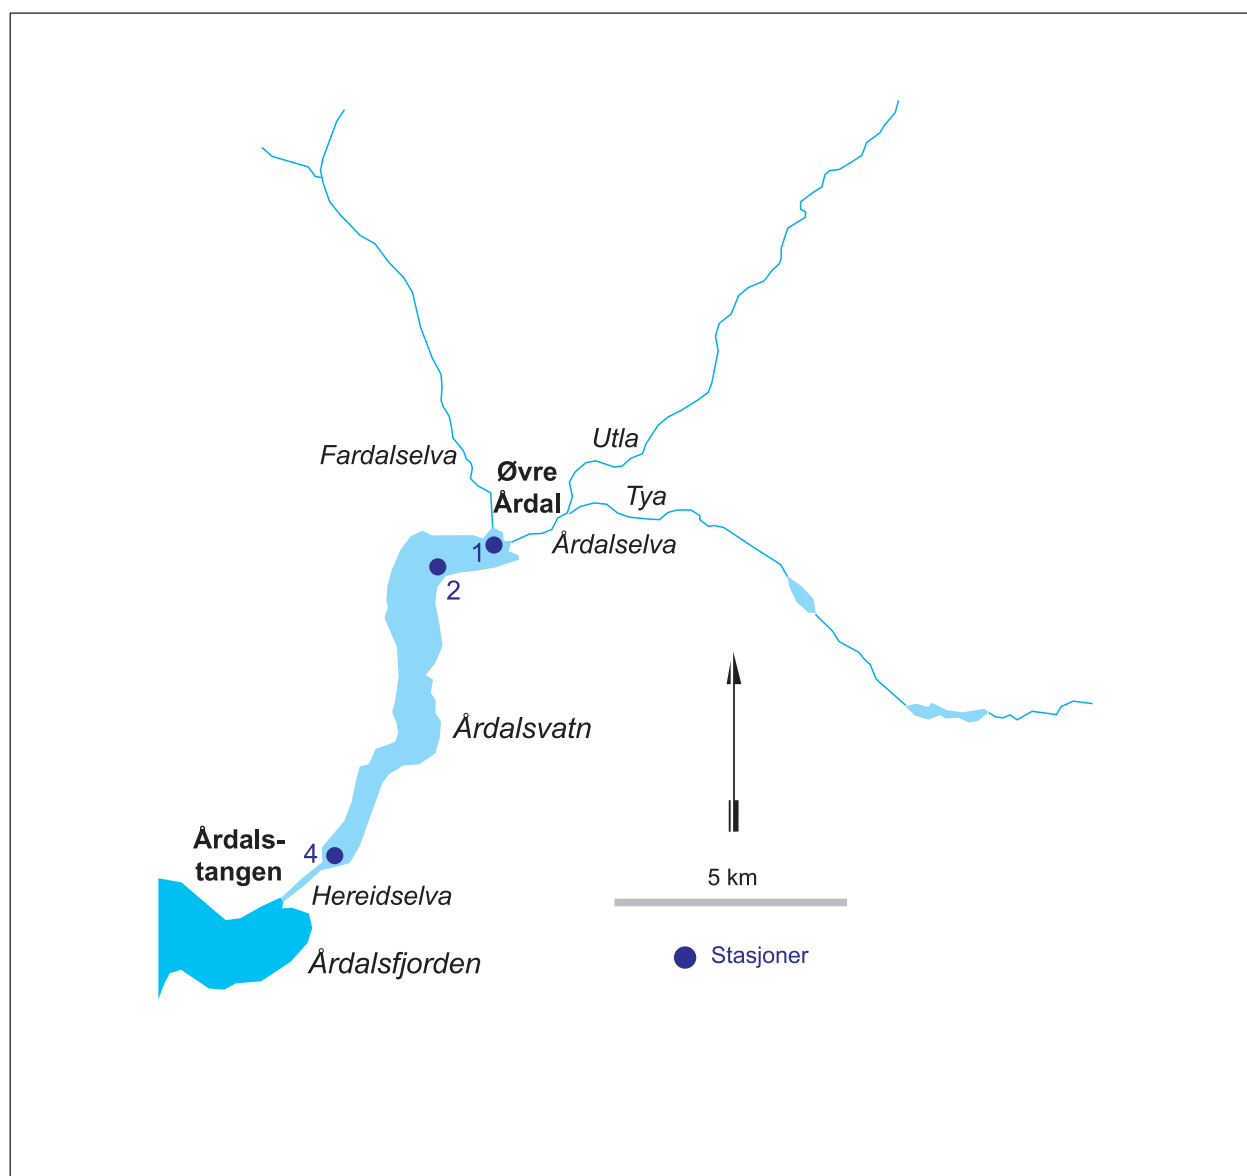 Utla
Fardalselva
Øvre
Årdal
Tya
1
Årdalselva
2
Årdalsvatn
Årdals-
tangen
4
Hereidselva
5 km
Årdalsfjorden
Stasjoner